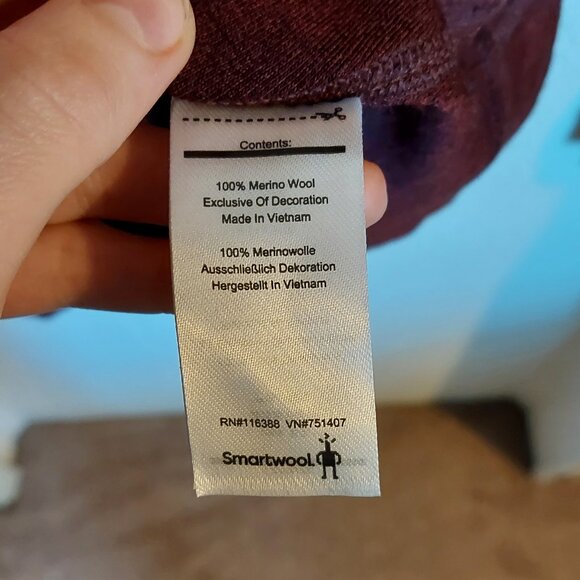 Contents:
100% Merino Wool
Exclusive Of Decoration
Made In Vietnam
100% Merinowolle
Ausschließlich Dekoration
Hergestellt In Vietnam
RN#116388 VN#751407
Smartwool